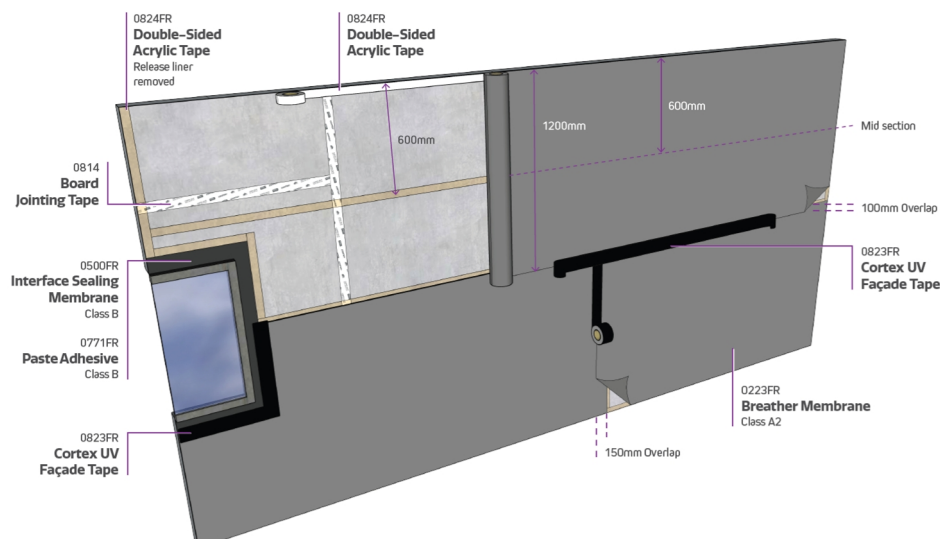 0824FR
Double-Sided
Acrylic Tape
Release liner
removed
0824FR
Double-Sided
Acrylic Tape
600mm
1200mm
600mm
Mid section
0814
Board
Jointing Tape
100mm Overlap
0500FR
Interface Sealing
Membrane
Class B
0823FR
Cortex UV
Façade Tape
0771FR
Paste Adhesive
Class B
0223FR
Breather Membrane
Class A2
0823FR
Cortex UV
Façade Tape
150mm Overlap